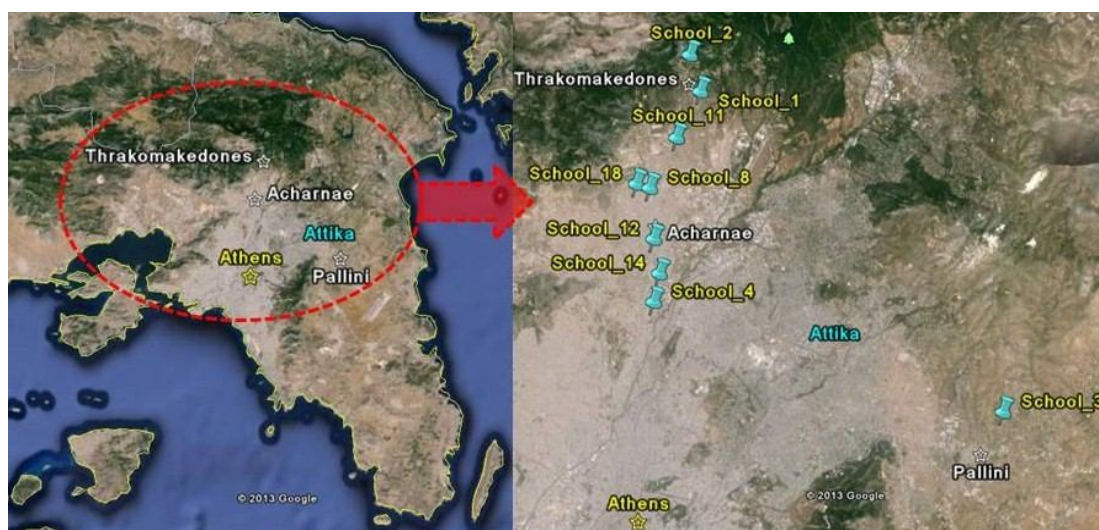 Thrakomakedones
Acharnae
Attika
Athens
Pallini
© 2013 Google
School_2
Thrakomakedones
School_1
School_11
School_18
School_8
School_12
Acharnae
School_14
School_4
Attika
School_3
Pallini
© 2013 Google
Athens